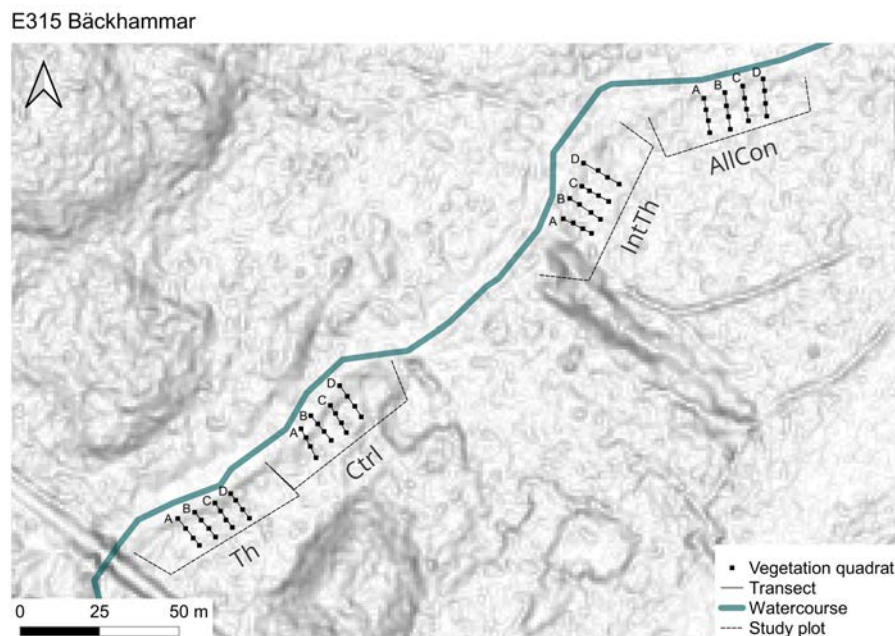 E315 Bäckhammar
A
B
C
D
AllCon
D
C
B
A
IntTh
D
C
B
A
Ctrl
D
C
B
A
Th
Vegetation quadrat
Transect
Watercourse
Study plot
0 25 50 m